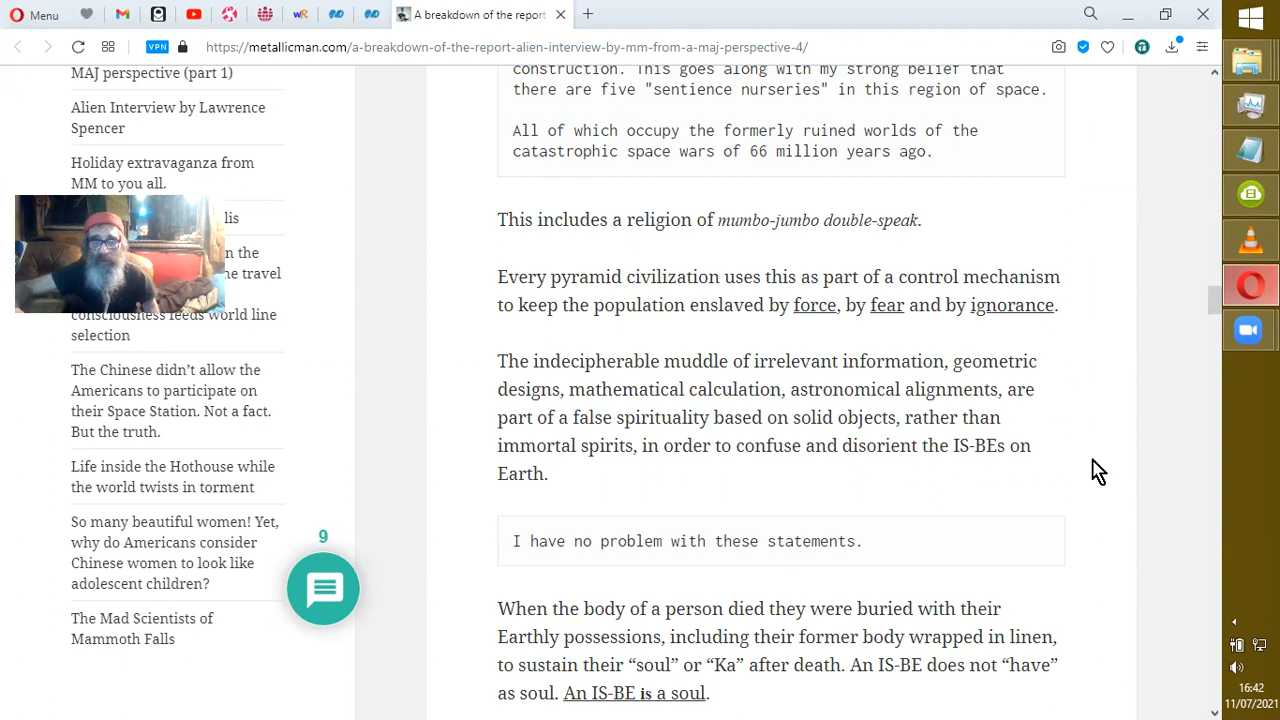 Menu
A breakdown of the report
VPN
https://metallicman.com/a-breakdown-of-the-report-alien-interview-by-mm-from-a-maj-perspective-4/
MAJ perspective (part 1)
Alien Interview by Lawrence
Spencer
Holiday extravaganza from
MM to you all.
lis
n the
ne travel
consciousness feeds world line
selection
The Chinese didn’t allow the
Americans to participate on
their Space Station. Not a fact.
But the truth.
Life inside the Hothouse while
the world twists in torment
So many beautiful women! Yet,
why do Americans consider
Chinese women to look like
adolescent children?
The Mad Scientists of
Mammoth Falls
9
construction. This goes along with my strong belief that
there are five "sentience nurseries" in this region of space.
All of which occupy the formerly ruined worlds of the
catastrophic space wars of 66 million years ago.
This includes a religion of mumbo-jumbo double-speak.
Every pyramid civilization uses this as part of a control mechanism
to keep the population enslaved by force, by fear and by ignorance.
The indecipherable muddle of irrelevant information, geometric
designs, mathematical calculation, astronomical alignments, are
part of a false spirituality based on solid objects, rather than
immortal spirits, in order to confuse and disorient the IS-BEs on
Earth.
I have no problem with these statements.
When the body of a person died they were buried with their
Earthly possessions, including their former body wrapped in linen,
to sustain their “soul” or “Ka” after death. An IS-BE does not “have”
as soul. An IS-BE is a soul.
16:42
11/07/2021